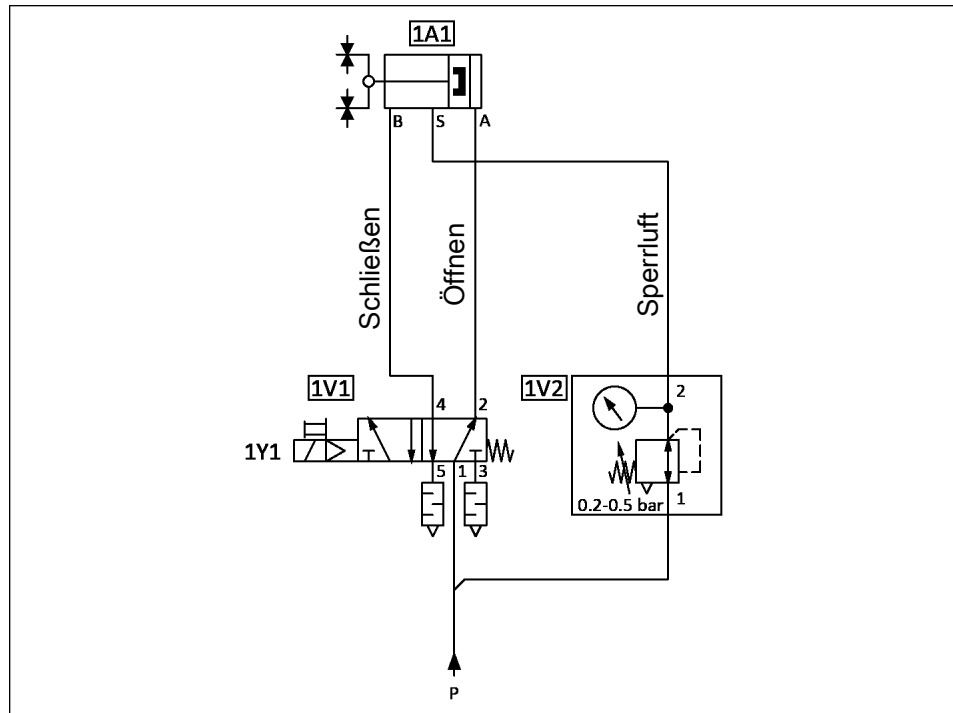 1A1
B
S
A
Schließen
Öffnen
Sperrluft
1V1
4
2
1V2
2
1Y1
5
1
3
0.2-0.5 bar
1
P